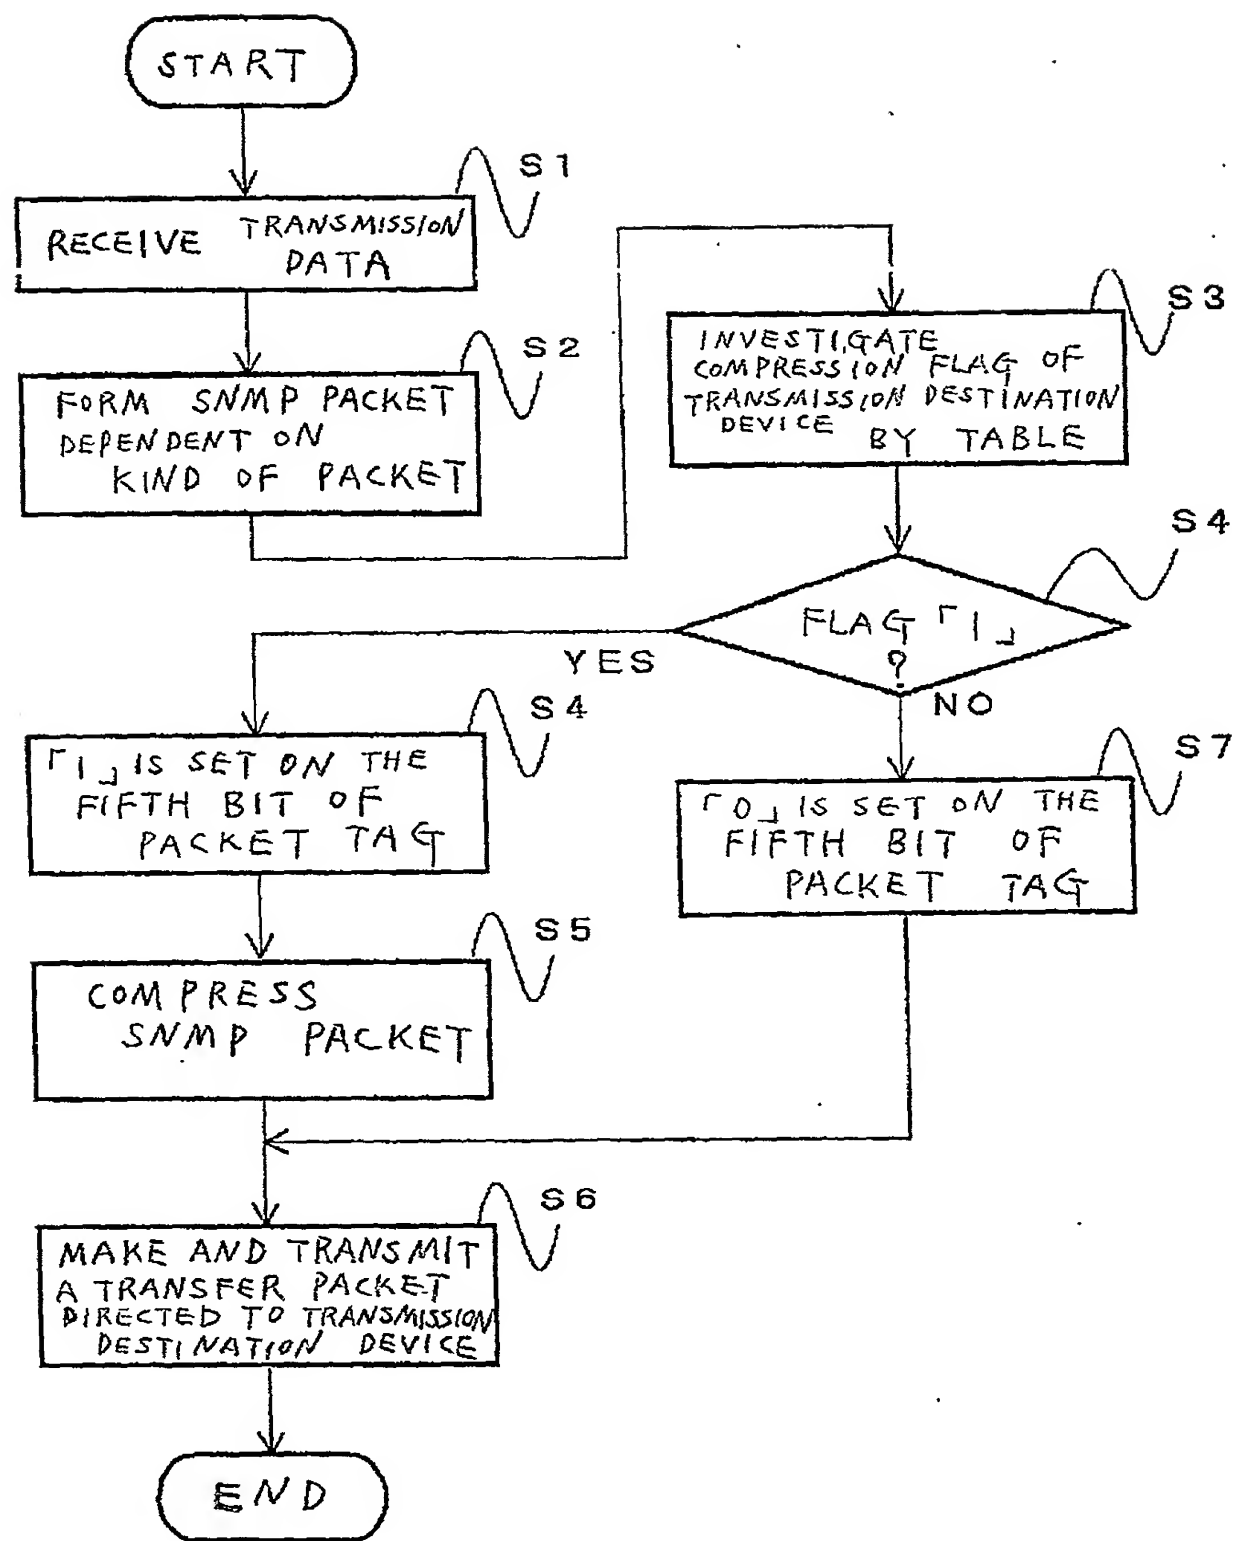 START
S1
RECEIVE TRANSMISSION
DATA
S2
FORM SNMP PACKET
DEPENDENT ON
KIND OF PACKET
S3
INVESTIGATE
COMPRESSION FLAG OF
TRANSMISSION DESTINATION
DEVICE BY TABLE
S4
FLAG「1」
?
YES
NO
S4
「1」IS SET ON THE
FIFTH BIT OF
PACKET TAG
S7
「0」IS SET ON THE
FIFTH BIT OF
PACKET TAG
S5
COMPRESS
SNMP PACKET
S6
MAKE AND TRANSMIT
A TRANSFER PACKET
DIRECTED TO TRANSMISSION
DESTINATION DEVICE
END